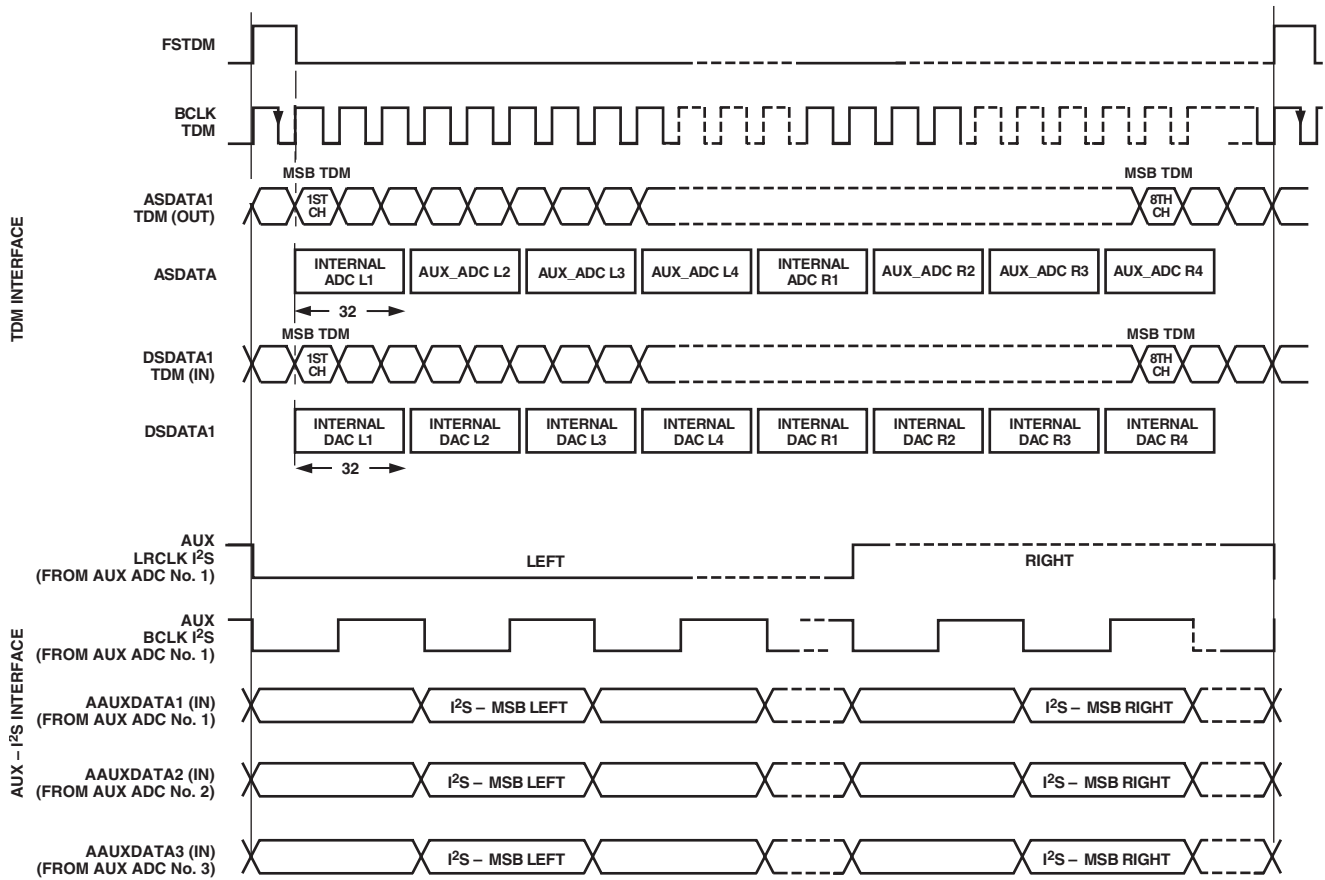 FSTDM
BCLK
TDM
MSB TDM
MSB TDM
ASDATA1
TDM (OUT)
1ST
CH
8TH
CH
ASDATA
INTERNAL
ADC L1
AUX_ADC L2
AUX_ADC L3
AUX_ADC L4
INTERNAL
ADC R1
AUX_ADC R2
AUX_ADC R3
AUX_ADC R4
32
MSB TDM
MSB TDM
DSDATA1
TDM (IN)
1ST
CH
8TH
CH
DSDATA1
INTERNAL
DAC L1
INTERNAL
DAC L2
INTERNAL
DAC L3
INTERNAL
DAC L4
INTERNAL
DAC R1
INTERNAL
DAC R2
INTERNAL
DAC R3
INTERNAL
DAC R4
32
TDM INTERFACE
AUX
LRCLK I²S
(FROM AUX ADC No. 1)
LEFT
RIGHT
AUX
BCLK I²S
(FROM AUX ADC No. 1)
AAUXDATA1 (IN)
(FROM AUX ADC No. 1)
I²S – MSB LEFT
I²S – MSB RIGHT
AAUXDATA2 (IN)
(FROM AUX ADC No. 2)
I²S – MSB LEFT
I²S – MSB RIGHT
AAUXDATA3 (IN)
(FROM AUX ADC No. 3)
I²S – MSB LEFT
I²S – MSB RIGHT
AUX – I²S INTERFACE